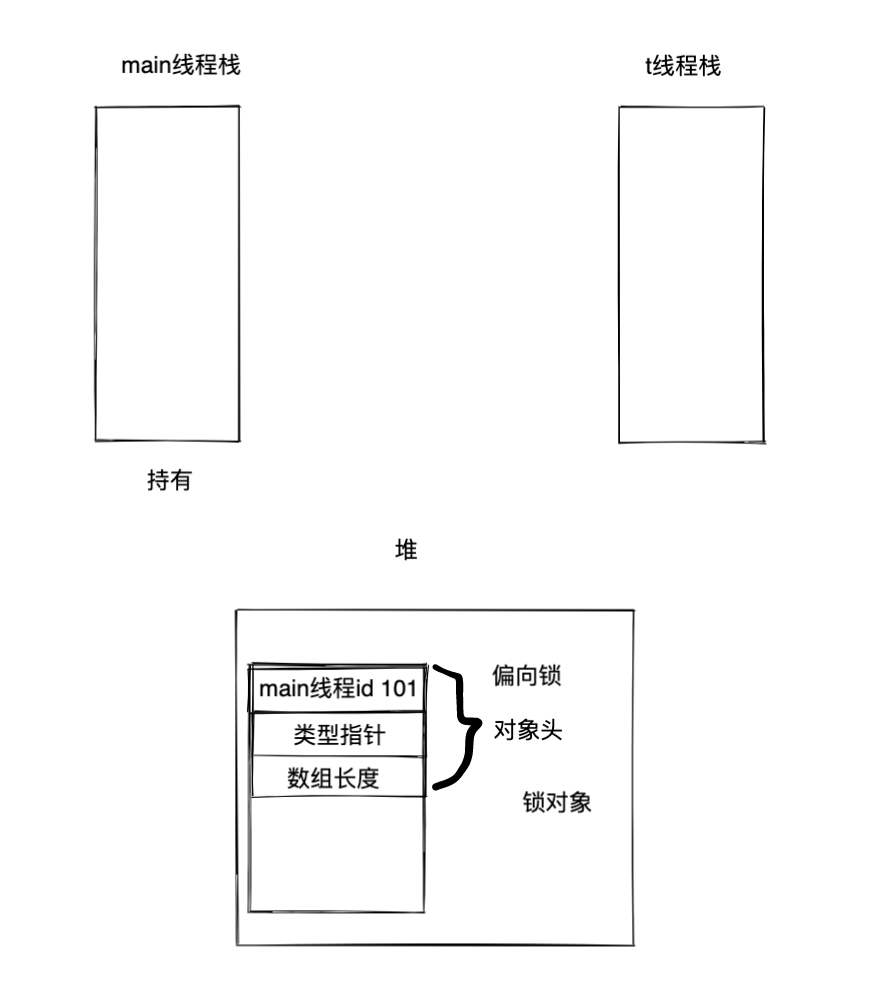 main线程栈
t线程栈
持有
堆
main线程id 101
偏向锁
类型指针
对象头
数组长度
锁对象